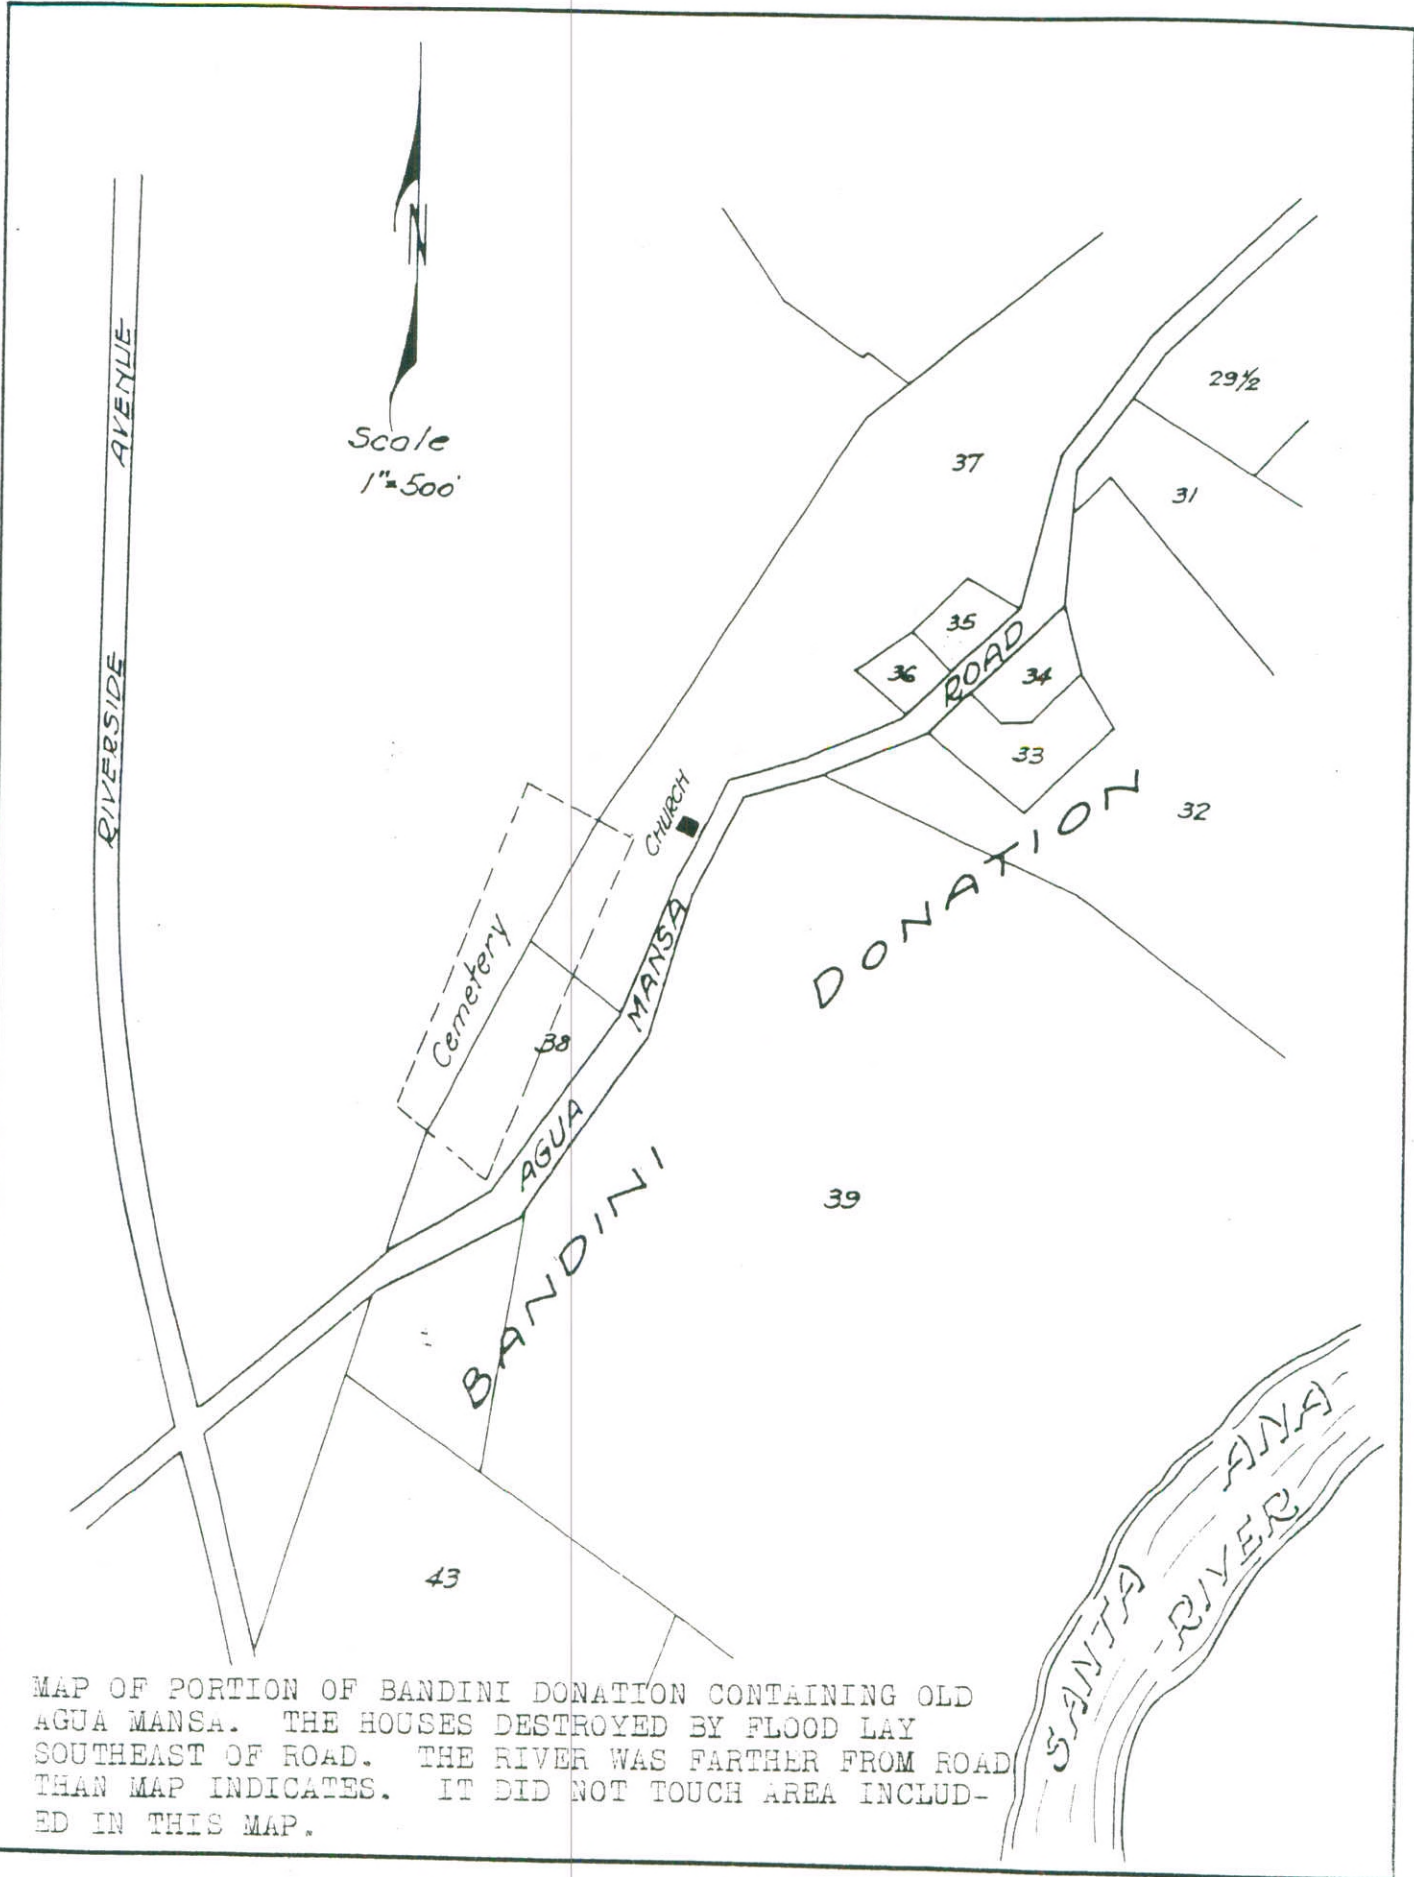 N
Scale
1"=500'
RIVERSIDE AVENUE
29½
37
31
35
36
34
33
32
CHURCH
Cemetery
38
AGUA MANSA ROAD
BANDINI DONATION
39
43
SANTA ANA
RIVER
MAP OF PORTION OF BANDINI DONATION CONTAINING OLD
AGUA MANSA. THE HOUSES DESTROYED BY FLOOD LAY
SOUTHEAST OF ROAD. THE RIVER WAS FARTHER FROM ROAD
THAN MAP INDICATES. IT DID NOT TOUCH AREA INCLUD-
ED IN THIS MAP.